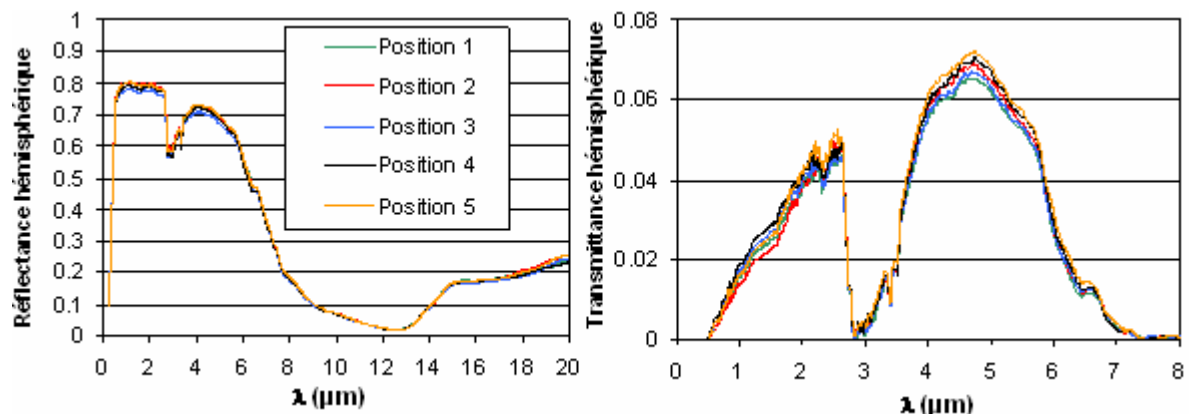 Réflectance hémisphérique
1
0.9
0.8
0.7
0.6
0.5
0.4
0.3
0.2
0.1
0
0 2 4 6 8 10 12 14 16 18 20
λ (µm)
Position 1
Position 2
Position 3
Position 4
Position 5
Transmittance hémisphérique
0.08
0.06
0.04
0.02
0
0 1 2 3 4 5 6 7 8
λ (µm)